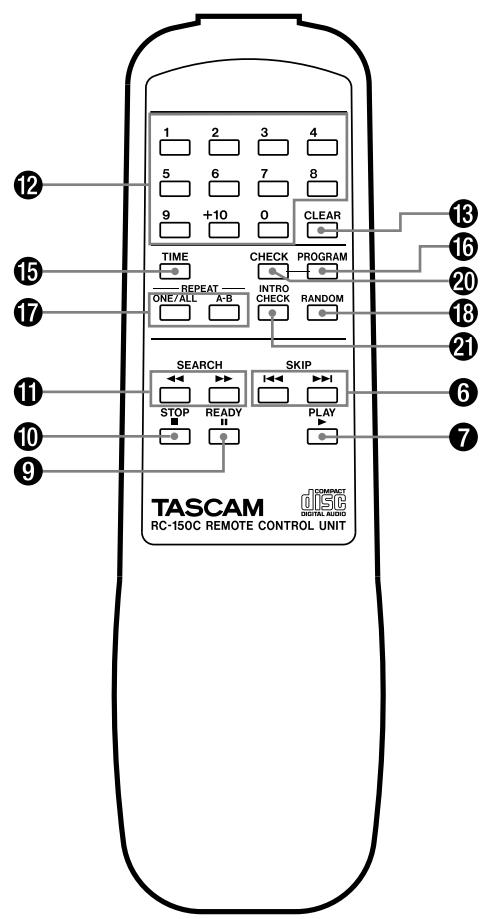 1 2 3 4
5 6 7 8
12
9 +10 0 CLEAR
13
TIME CHECK PROGRAM
16
15
20
REPEAT
ONE/ALL A-B INTRO CHECK RANDOM
17
18
21
SEARCH SKIP
◀◀ ▶▶ I◀◀ ▶▶I
11
6
STOP READY PLAY
■ II ▶
10
7
9
TASCAM COMPACT disc DIGITAL AUDIO
RC-150C REMOTE CONTROL UNIT